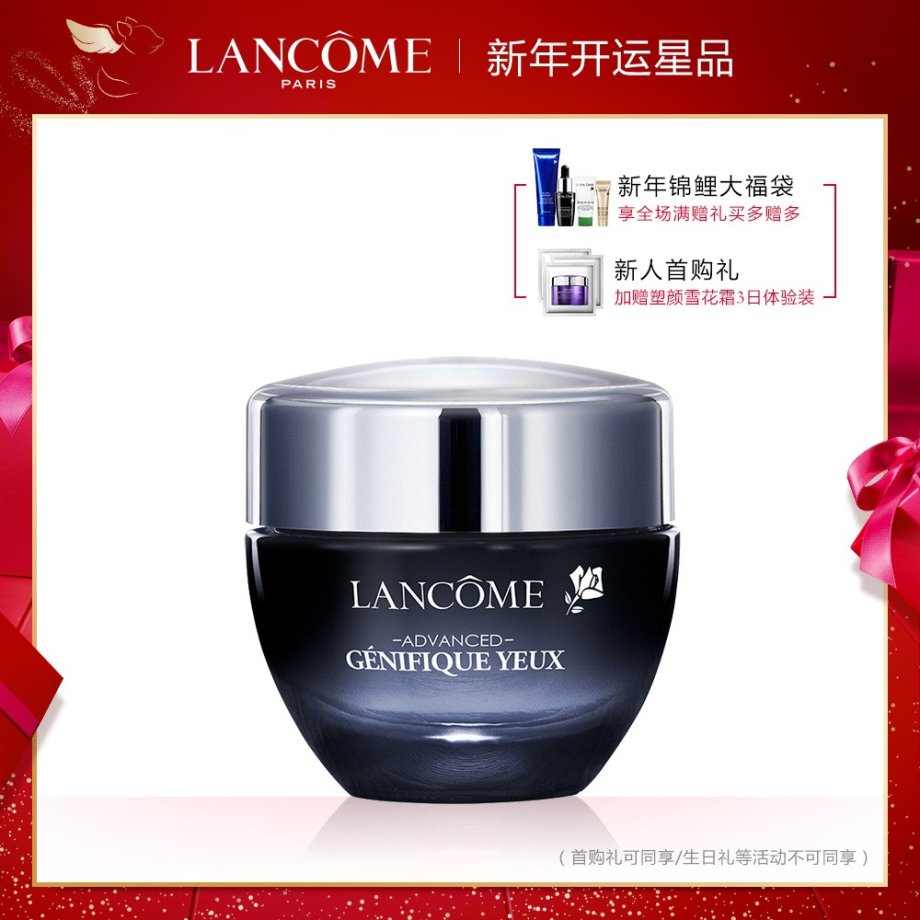 LANCÔME
PARIS
新年开运星品
新年锦鲤大福袋
享全场满赠礼买多赠多
新人首购礼
加赠塑颜雪花霜3日体验装
LANCÔME
-ADVANCED-
GÉNIFIQUE YEUX
（首购礼可同享/生日礼等活动不可同享）